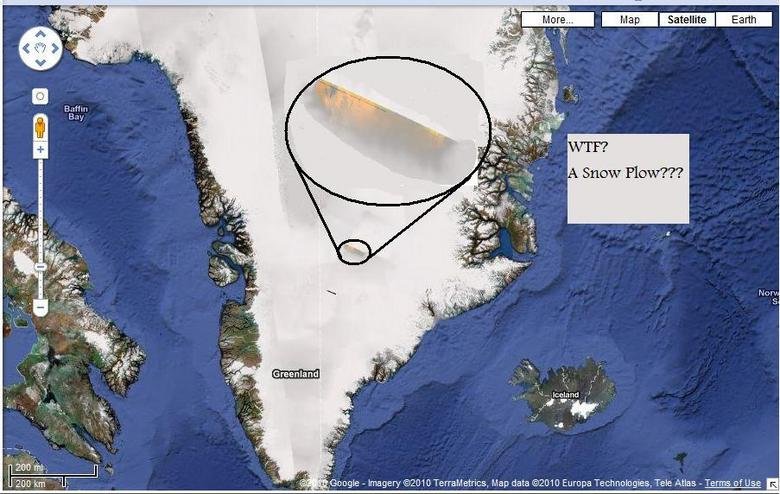 More...
Map
Satellite
Earth
Baffin
Bay
WTF?
A Snow Plow???
Norw
S
Greenland
Iceland
200 mi
200 km
©2010 Google - Imagery ©2010 TerraMetrics, Map data ©2010 Europa Technologies, Tele Atlas - Terms of Use